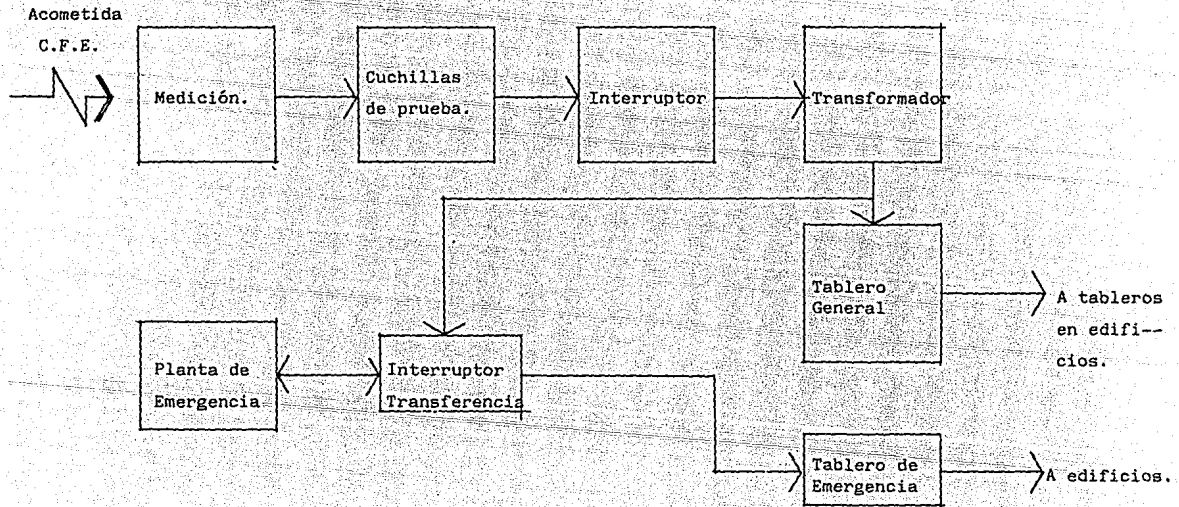 Acometida
C.F.E.
Medición.
Cuchillas
de prueba.
Interruptor
Transformador
Tablero
General
A tableros
en edifi--
cios.
Planta de
Emergencia
Interruptor
Transferencia
Tablero de
Emergencia
A edificios.